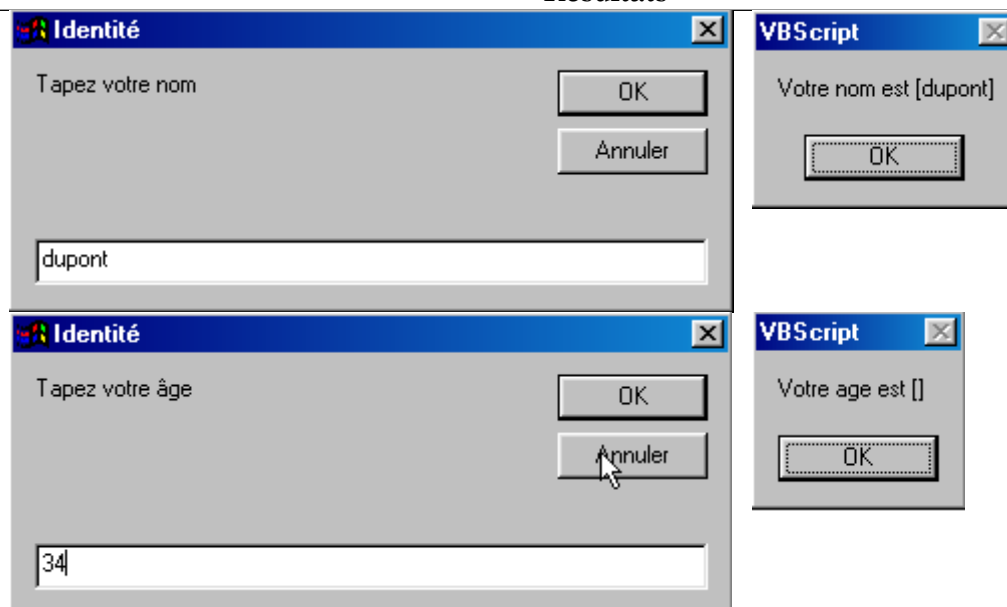 Résultats
Identité
Tapez votre nom
OK
Annuler
dupont
VBScript
Votre nom est [dupont]
OK
Identité
Tapez votre âge
OK
Annuler
34
VBScript
Votre age est []
OK